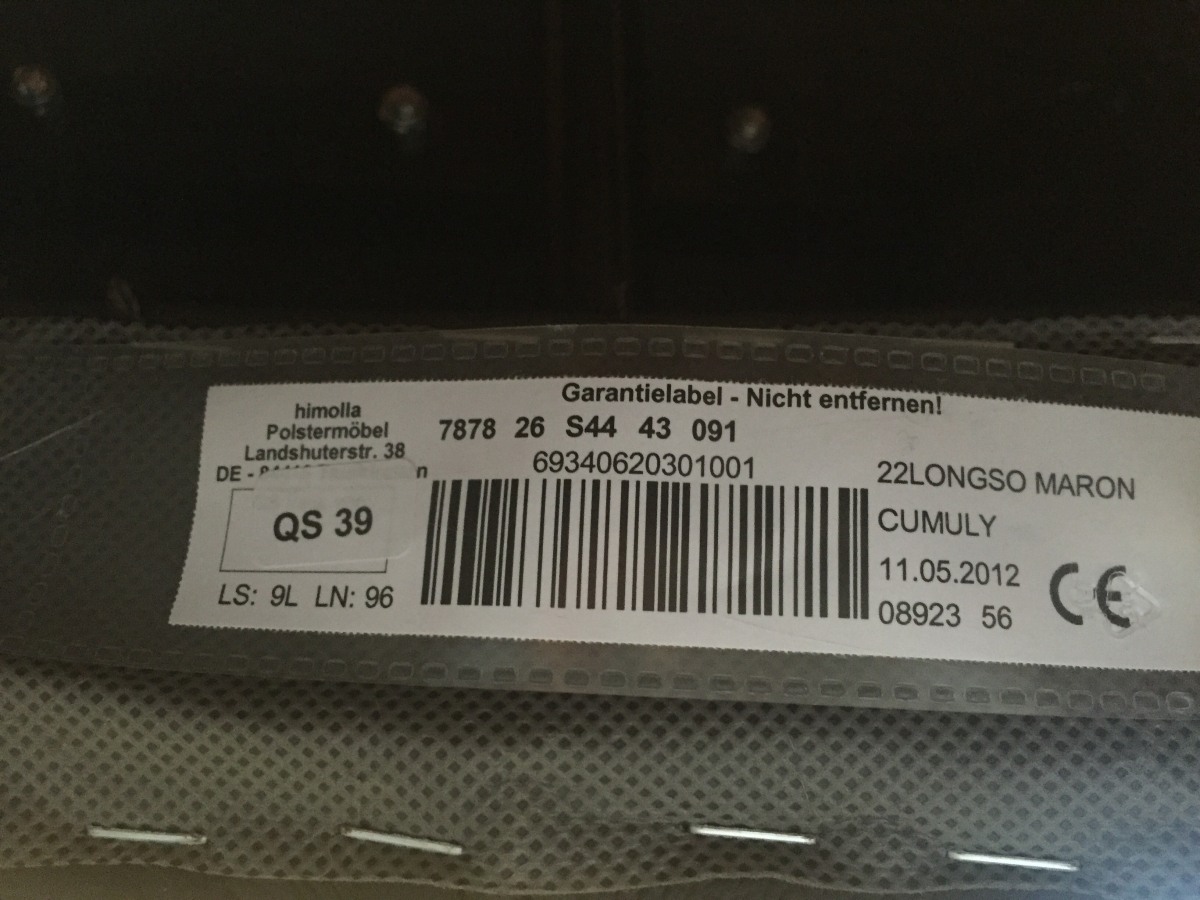 Garantielabel - Nicht entfernen!
himolla
Polstermöbel
Landshuterstr. 38
DE -
QS 39
LS: 9L LN: 96
7878 26 S44 43 091
69340620301001
22LONGSO MARON
CUMULY
11.05.2012
08923 56
CE